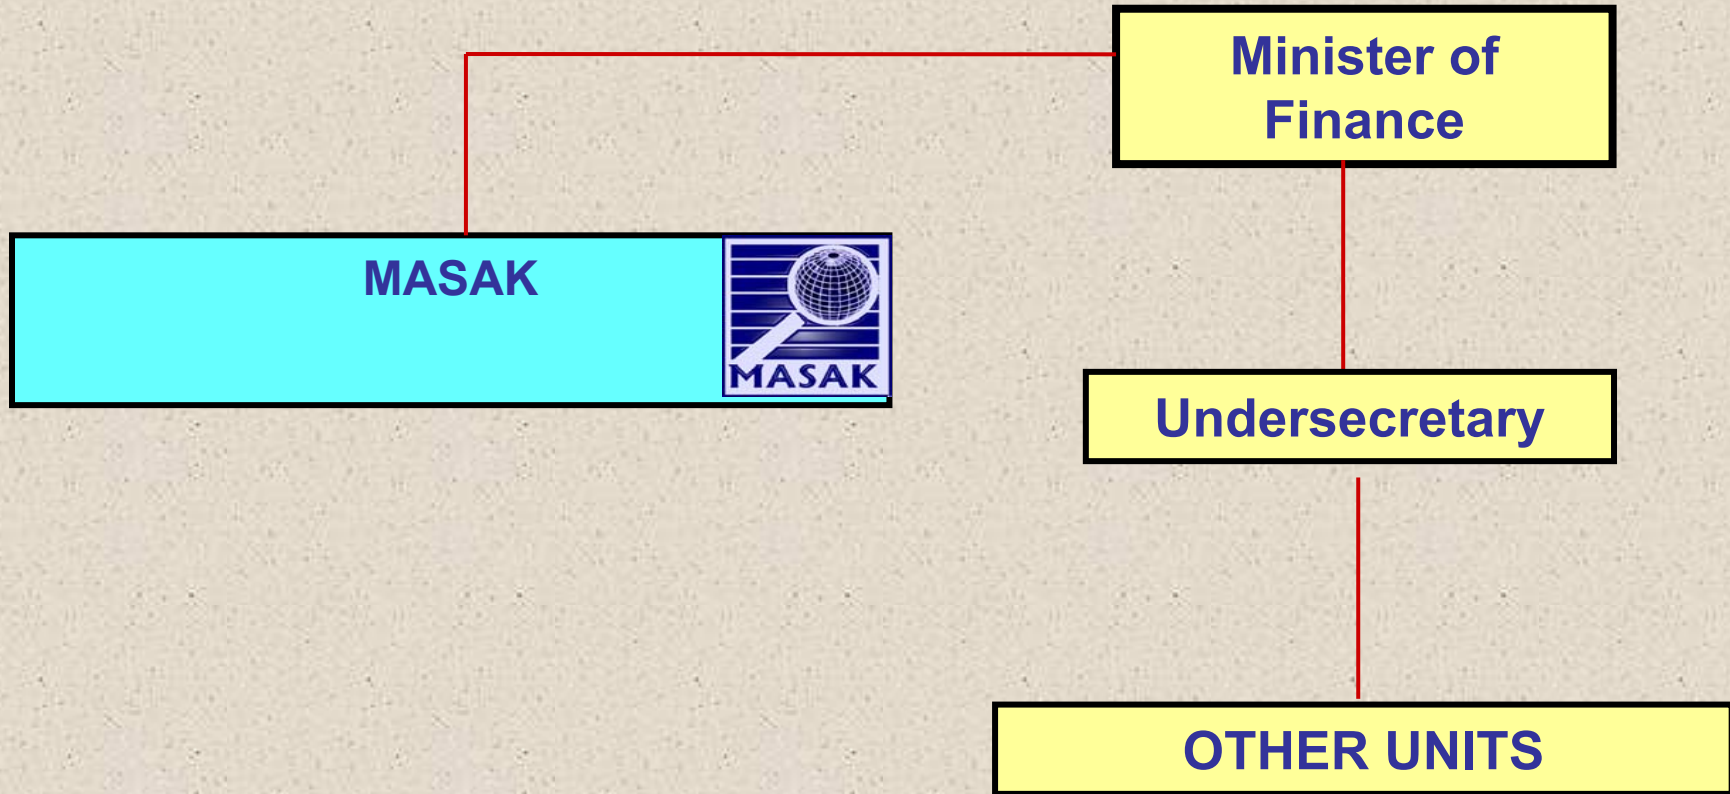 Minister of
Finance
MASAK
MASAK
Undersecretary
OTHER UNITS